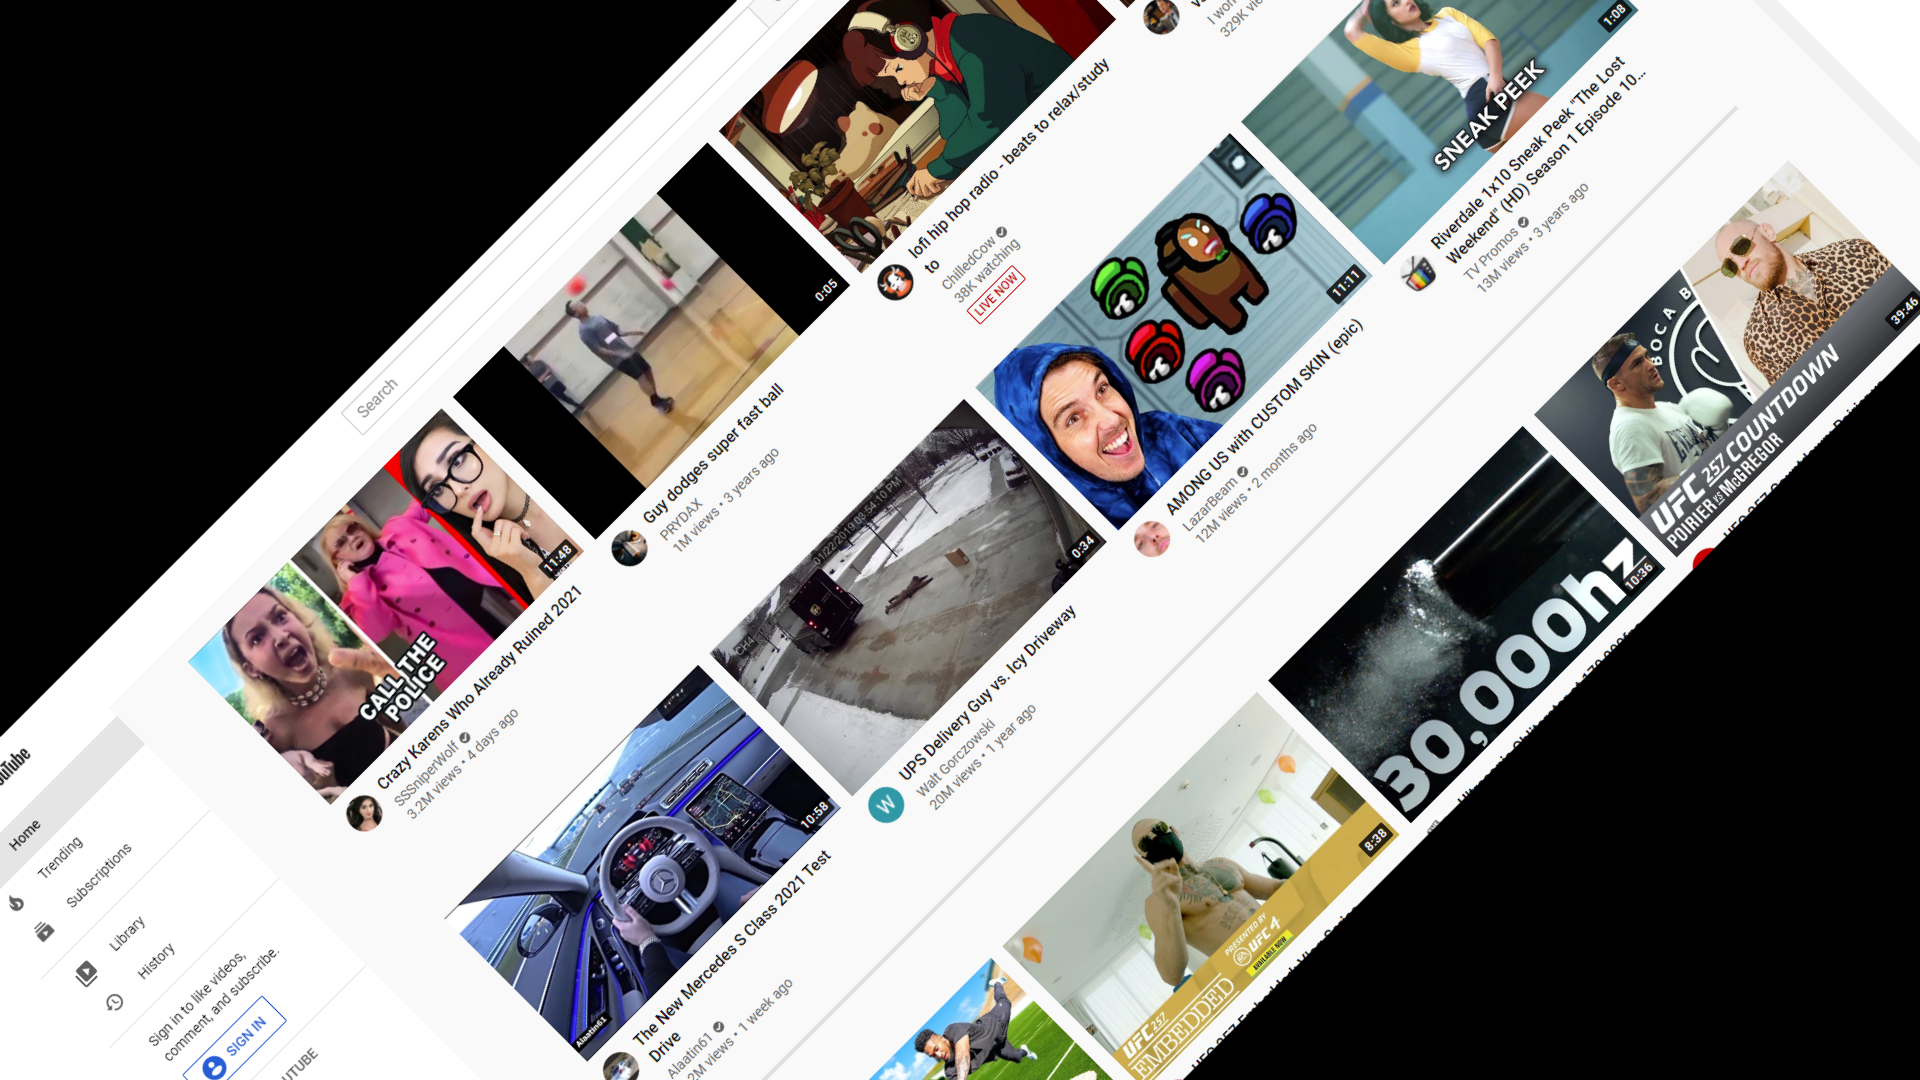 Search
Home
Trending
Subscriptions
Library
History
Sign in to like videos,
comment, and subscribe.
SIGN IN
CALL THE
POLICE
11:48
Crazy Karens Who Already Ruined 2021
SSSniperWolf
3.2M views • 4 days ago
0:05
Guy dodges super fast ball
PRYDAX
1M views • 3 years ago
lofi hip hop radio - beats to relax/study
to
ChilledCow
38K watching
LIVE NOW
Alaatin61
10:58
The New Mercedes S Class 2021 Test
Drive
Alaatin61
2M views • 1 week ago
01/22/2019 03:54:10 PM
CH4
0:34
UPS Delivery Guy vs. Icy Driveway
Walt Gorczowski
20M views • 1 year ago
W
11:11
AMONG US with CUSTOM SKIN (epic)
LazarBeam
12M views • 2 months ago
SNEAK PEEK
1:08
Riverdale 1x10 Sneak Peek "The Lost
Weekend" (HD) Season 1 Episode 10...
TV Promos
13M views • 3 years ago
PRESENTED BY
UFC 4
AVAILABLE NOW
UFC 257
EMBEDDED
8:38
30,000hz
10:36
BOCA
UFC 257 COUNTDOWN
POIRIER VS McGREGOR
39:46